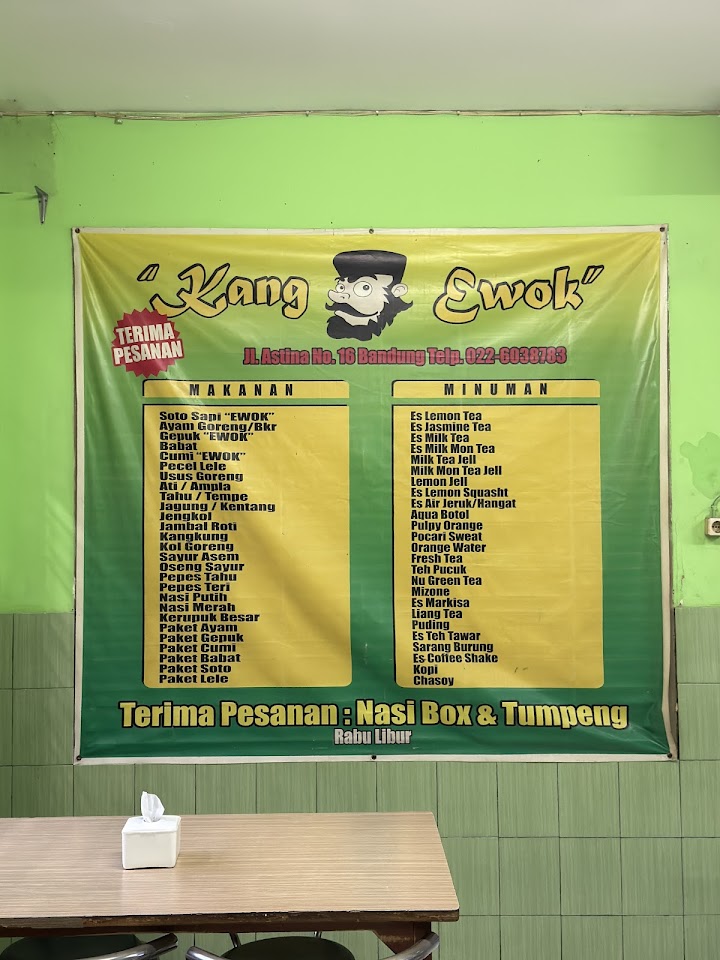 "Kang Ewok"
TERIMA
PESANAN
Jl. Astina No. 16 Bandung Telp. 022-6038783
MAKANAN
Soto Sapi "EWOK"
Ayam Goreng/Bkr
Gepuk "EWOK"
Babat
Cumi "EWOK"
Pecel Lele
Usus Goreng
Ati / Ampla
Tahu / Tempe
Jagung / Kentang
Jengkol
Jambal Roti
Kangkung
Kol Goreng
Sayur Asem
Oseng Sayur
Pepes Tahu
Pepes Teri
Nasi Putih
Nasi Merah
Kerupuk Besar
Paket Ayam
Paket Gepuk
Paket Cumi
Paket Babat
Paket Soto
Paket Lele
MINUMAN
Es Lemon Tea
Es Jasmine Tea
Es Milk Tea
Es Milk Mon Tea
Milk Tea Jell
Milk Mon Tea Jell
Lemon Jell
Es Lemon Squasht
Es Air Jeruk/Hangat
Aqua Botol
Pulpy Orange
Pocari Sweat
Orange Water
Fresh Tea
Teh Pucuk
Nu Green Tea
Mizone
Es Markisa
Liang Tea
Puding
Es Teh Tawar
Sarang Burung
Es Coffee Shake
Kopi
Chasoy
Terima Pesanan : Nasi Box & Tumpeng
Rabu Libur